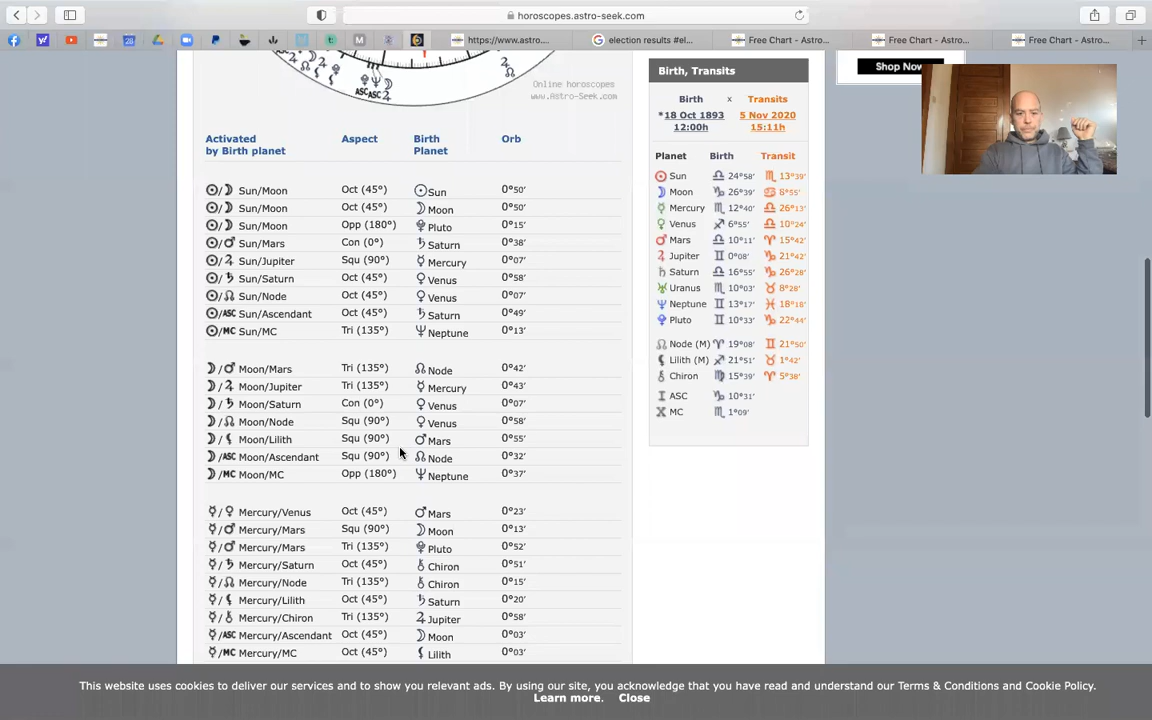 horoscopes.astro-seek.com
https://www.astro....
election results #el...
Free Chart - Astro...
Free Chart - Astro...
Free Chart - Astro...
Online horoscopes
www.Astro-Seek.com
Shop Now
ASC ASC
Activated
by Birth planet
Aspect
Birth
Planet
Orb
Sun/Moon Oct (45°) Sun 0°50'
Sun/Moon Oct (45°) Moon 0°50'
Sun/Moon Opp (180°) Pluto 0°15'
Sun/Mars Con (0°) Saturn 0°38'
Sun/Jupiter Squ (90°) Mercury 0°07'
Sun/Saturn Oct (45°) Venus 0°58'
Sun/Node Oct (45°) Venus 0°07'
ASC Sun/Ascendant Oct (45°) Saturn 0°49'
MC Sun/MC Tri (135°) Neptune 0°13'
Moon/Mars Tri (135°) Node 0°42'
Moon/Jupiter Tri (135°) Mercury 0°43'
Moon/Saturn Con (0°) Venus 0°07'
Moon/Node Squ (90°) Venus 0°58'
Moon/Lilith Squ (90°) Mars 0°55'
ASC Moon/Ascendant Squ (90°) Node 0°32'
MC Moon/MC Opp (180°) Neptune 0°37'
Mercury/Venus Oct (45°) Mars 0°23'
Mercury/Mars Squ (90°) Moon 0°13'
Mercury/Mars Tri (135°) Pluto 0°52'
Mercury/Saturn Oct (45°) Chiron 0°51'
Mercury/Node Tri (135°) Chiron 0°15'
Mercury/Lilith Oct (45°) Saturn 0°20'
Mercury/Chiron Tri (135°) Jupiter 0°58'
ASC Mercury/Ascendant Oct (45°) Moon 0°03'
MC Mercury/MC Oct (45°) Lilith 0°03'
Birth, Transits
Birth x Transits
*18 Oct 1893 5 Nov 2020
12:00h 15:11h
Planet Birth Transit
Sun 24°58' 13°39'
Moon 26°39' 8°55'
Mercury 12°40' 26°13'
Venus 6°55' 10°24'
Mars 10°11' 15°42'
Jupiter 0°08' 21°42'
Saturn 16°55' 26°28'
Uranus 10°03' 8°28'
Neptune 13°17' 18°18'
Pluto 10°33' 22°44'
Node (M) 19°08' 21°50'
Lilith (M) 21°51' 1°42'
Chiron 15°39' 5°38'
ASC 10°31'
MC 1°09'
This website uses cookies to deliver our services and to show you relevant ads. By using our site, you acknowledge that you have read and understand our Terms & Conditions and Cookie Policy.
Learn more. Close